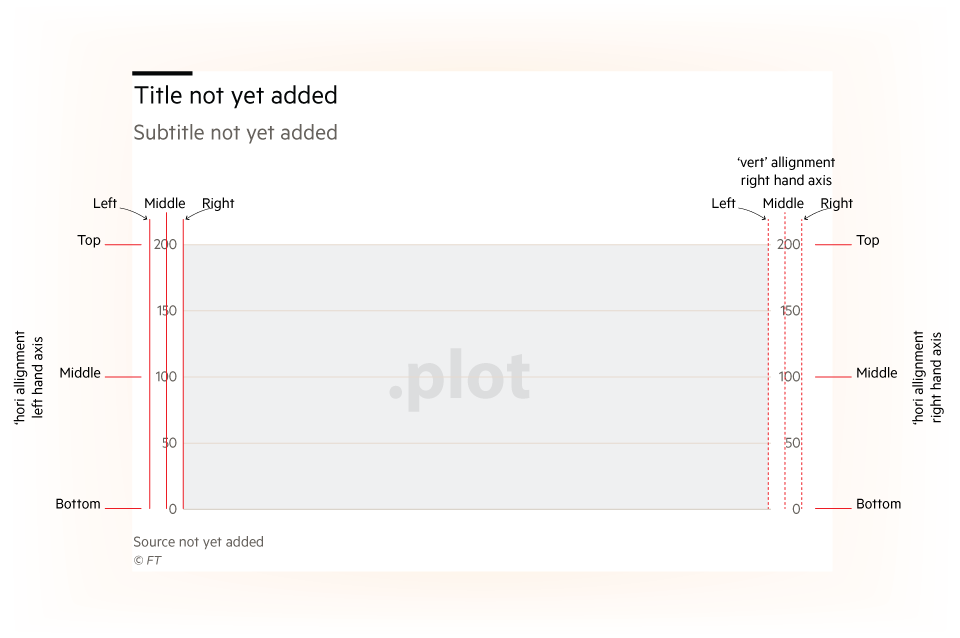 Title not yet added
Subtitle not yet added
‘vert’ allignment
right hand axis
Left Middle Right
Left Middle Right
Top 200
200 Top
150
150
‘hori allignment
left hand axis
Middle 100
.plot
100 Middle
‘hori allignment
right hand axis
50
50
Bottom 0
0 Bottom
Source not yet added
© FT